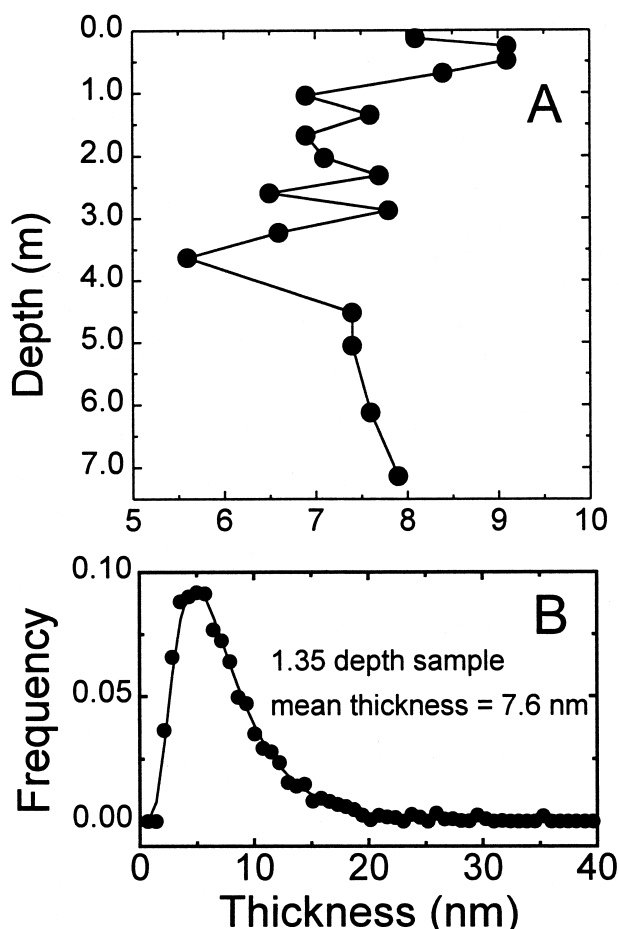 0.0
1.0
2.0
3.0
4.0
5.0
6.0
7.0
Depth (m)
A
5 6 7 8 9 10
0.10
0.05
0.00
Frequency
B
1.35 depth sample
mean thickness = 7.6 nm
0 10 20 30 40
Thickness (nm)